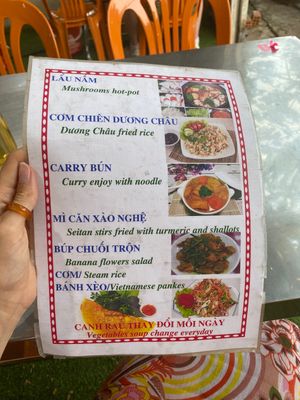 LẨU NẤM
Mushrooms hot-pot
CƠM CHIÊN DƯƠNG CHÂU
Dương Châu fried rice
CARRY BÚN
Curry enjoy with noodle
MÌ CĂN XÀO NGHỆ
Seitan stirs fried with turmeric and shallots
BÚP CHUỐI TRỘN
Banana flowers salad
CƠM/ Steam rice
BÁNH XÈO/Vietnamese pankes
CANH RAU THAY ĐỔI MỖI NGÀY
Vegetables soup change everyday